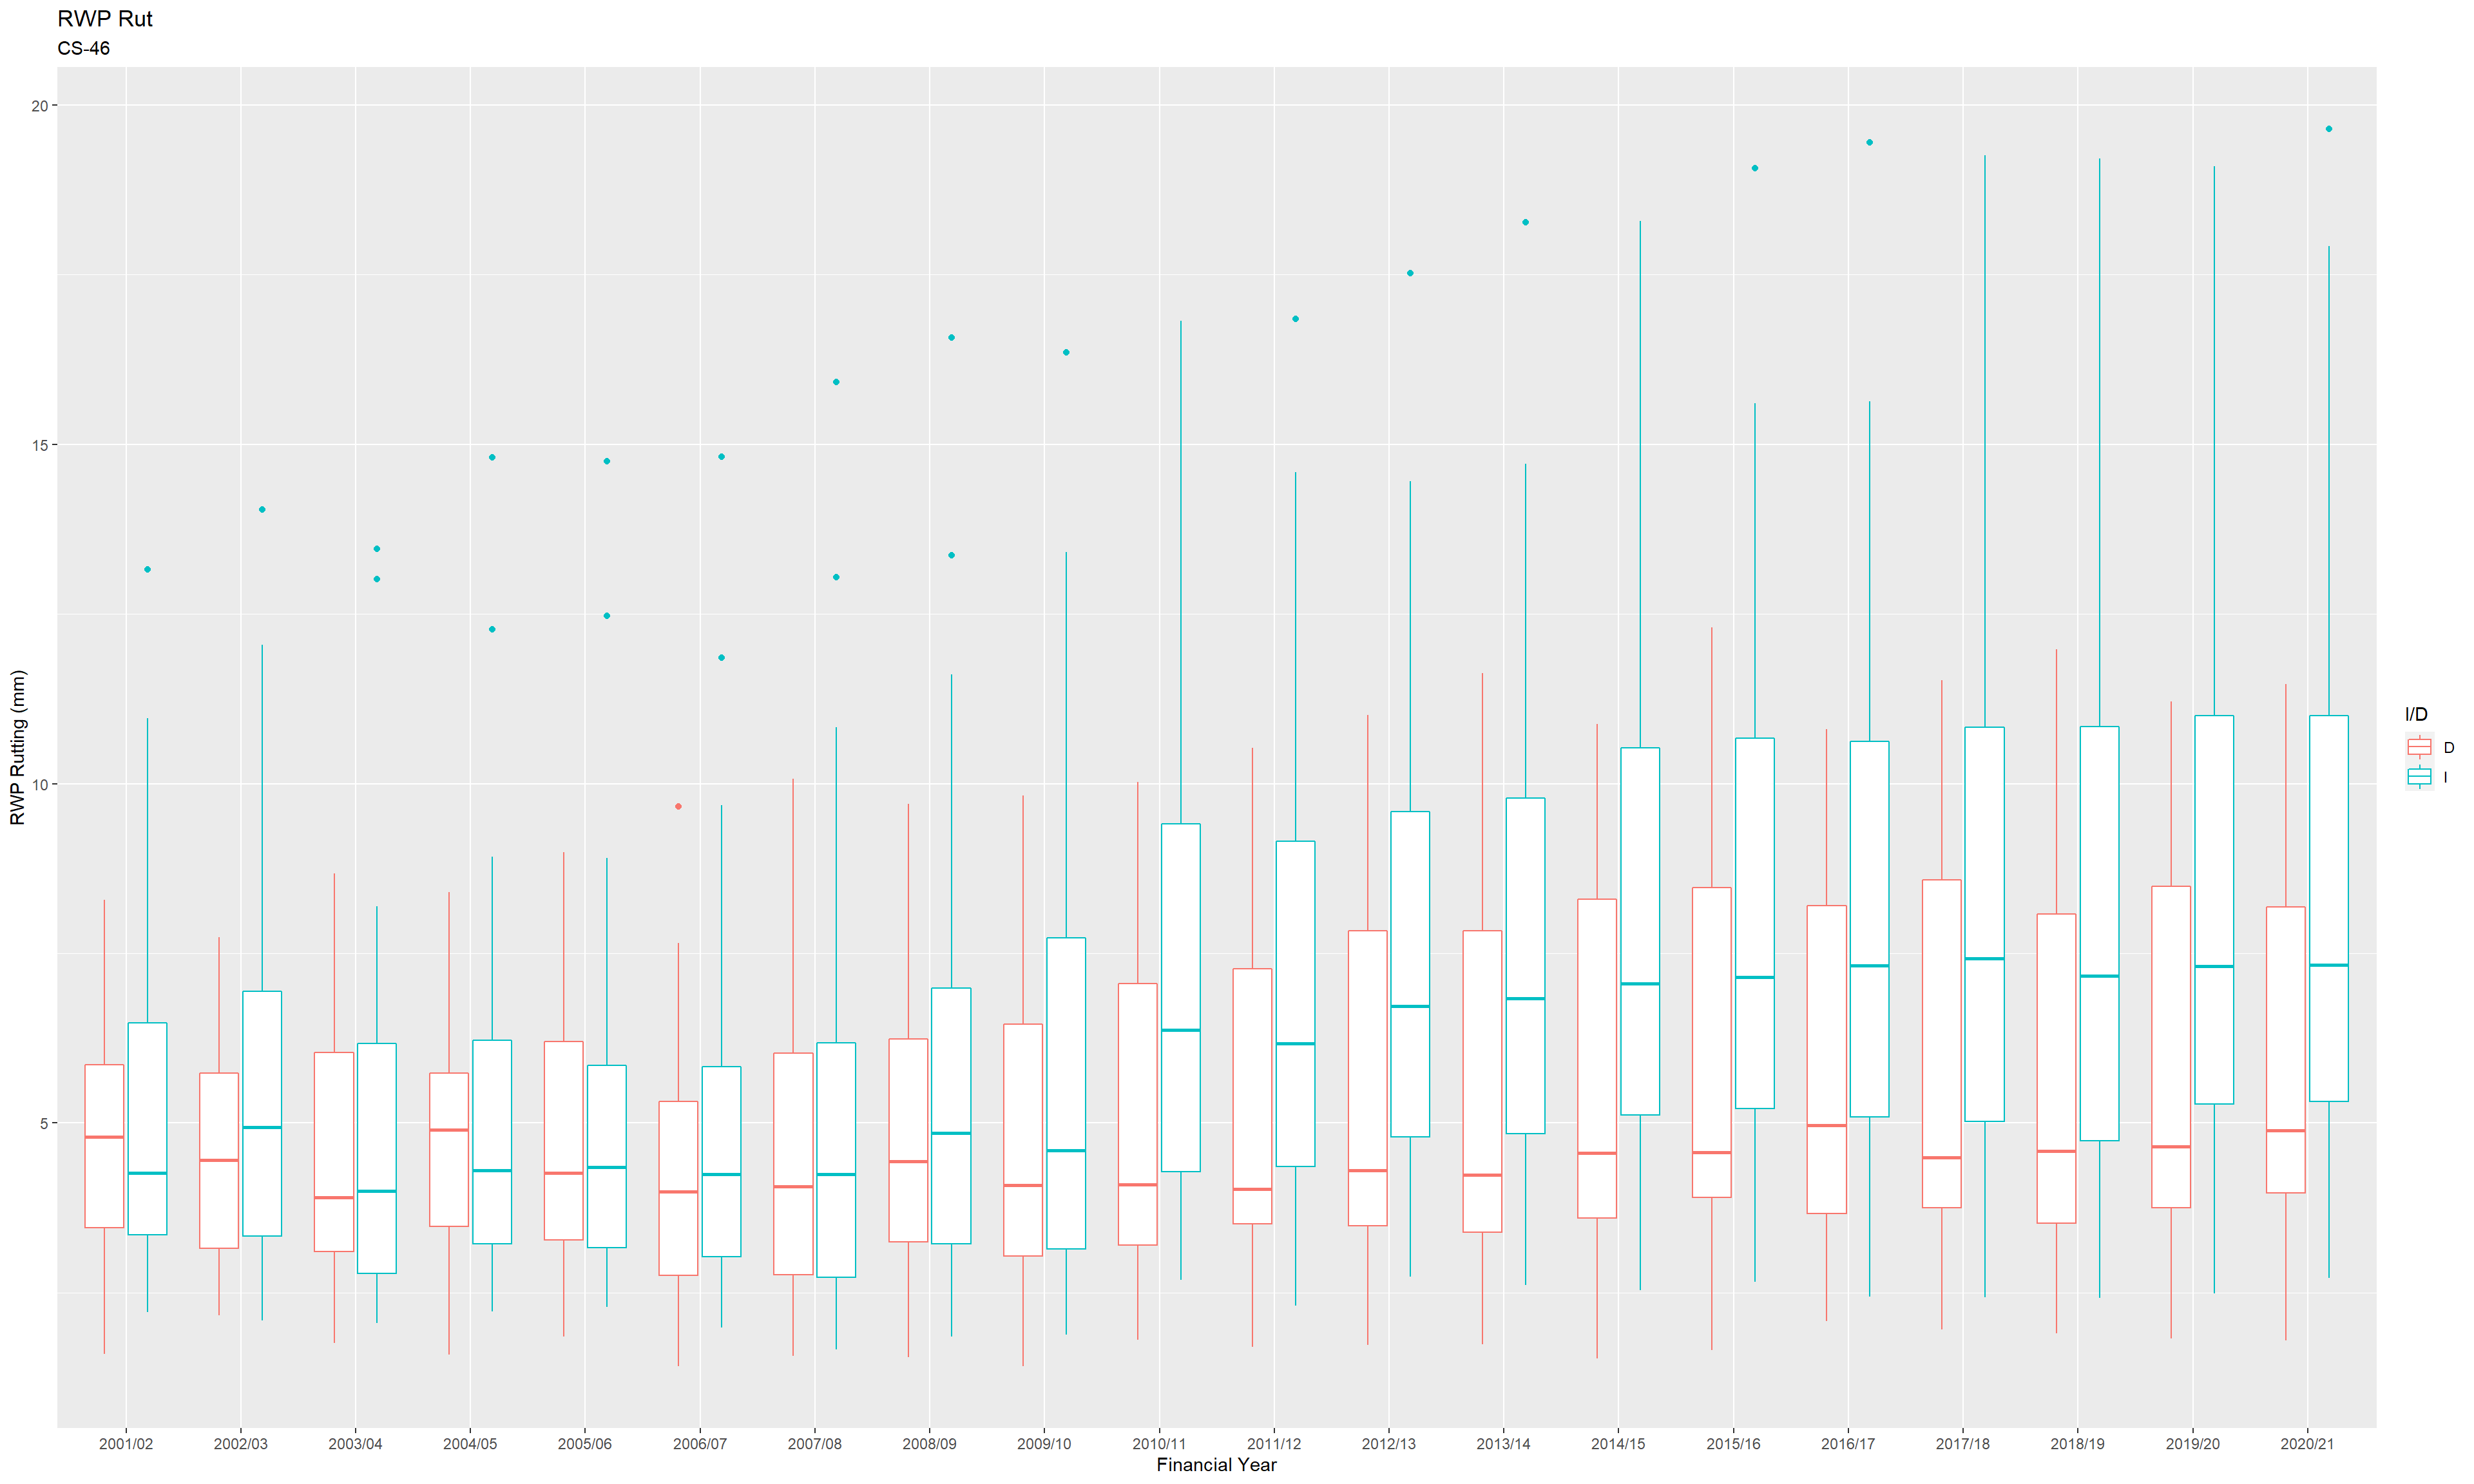 RWP Rut
CS-46
RWP Rutting (mm)
20
15
10
5
2001/02 2002/03 2003/04 2004/05 2005/06 2006/07 2007/08 2008/09 2009/10 2010/11 2011/12 2012/13 2013/14 2014/15 2015/16 2016/17 2017/18 2018/19 2019/20 2020/21
Financial Year
I/D
D
I